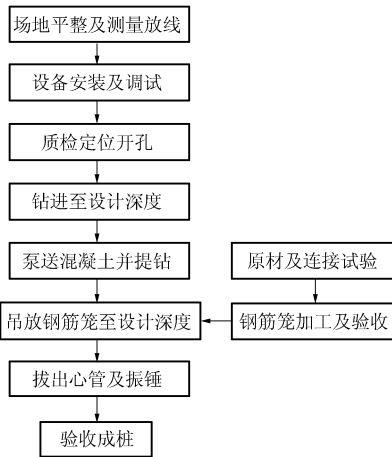 场地平整及测量放线
设备安装及调试
质检定位开孔
钻进至设计深度
泵送混凝土并提钻
原材及连接试验
吊放钢筋笼至设计深度
钢筋笼加工及验收
拔出心管及振锤
验收成桩